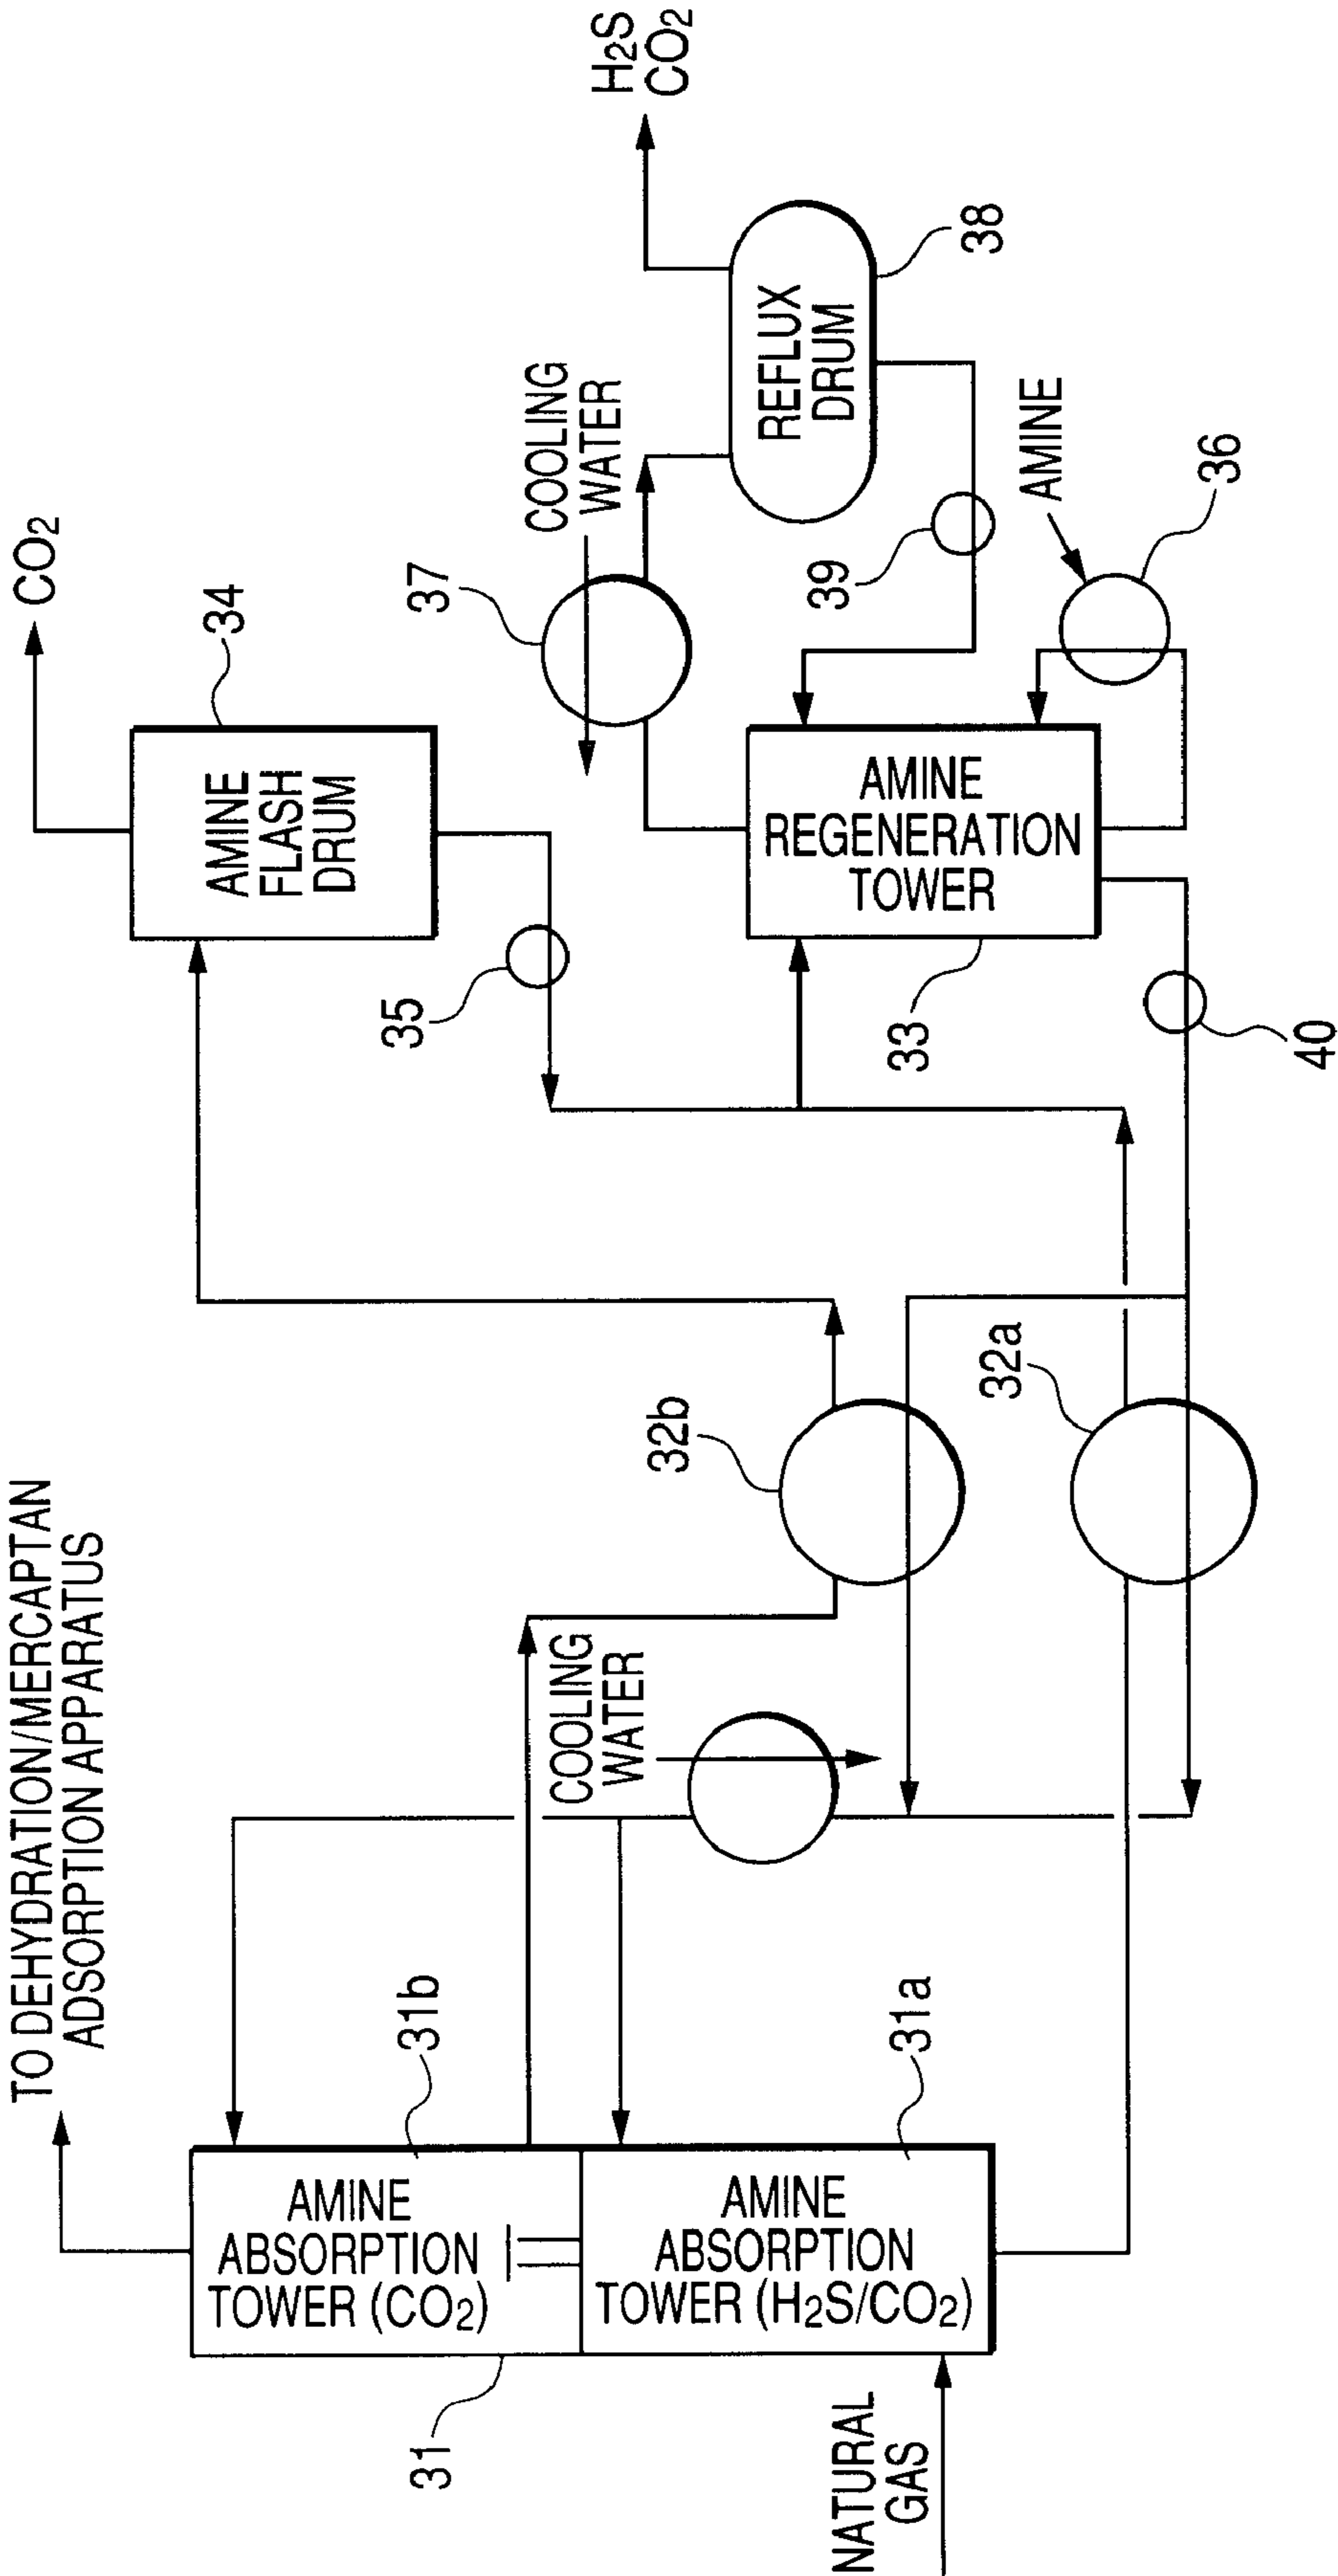 TO DEHYDRATION/MERCAPTAN
ADSORPTION APPARATUS
CO2
34
AMINE
FLASH
DRUM
35
37
COOLING
WATER
H2S
CO2
REFLUX
DRUM
38
39
AMINE
36
AMINE
REGENERATION
TOWER
33
40
32b
32a
COOLING
WATER
31b
AMINE
ABSORPTION
TOWER (CO2)
31a
AMINE
ABSORPTION
TOWER (H2S/CO2)
31
NATURAL
GAS